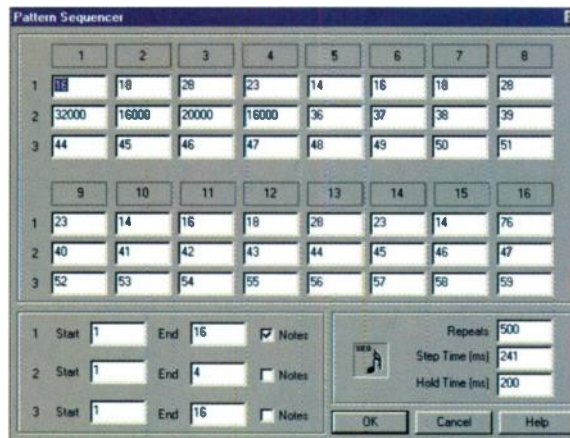 Pattern Sequencer
1 2 3 4 5 6 7 8
1 16 18 28 23 14 16 18 28
2 32000 16000 20000 16000 36 37 38 39
3 44 45 46 47 48 49 50 51
9 10 11 12 13 14 15 16
1 23 14 16 18 28 23 14 76
2 40 41 42 43 44 45 46 47
3 52 53 54 55 56 57 58 59
1 Start 1 End 16 Notes
2 Start 1 End 4 Notes
3 Start 1 End 16 Notes
SEQ
Repeats 500
Step Time (ms) 241
Hold Time (ms) 200
OK Cancel Help